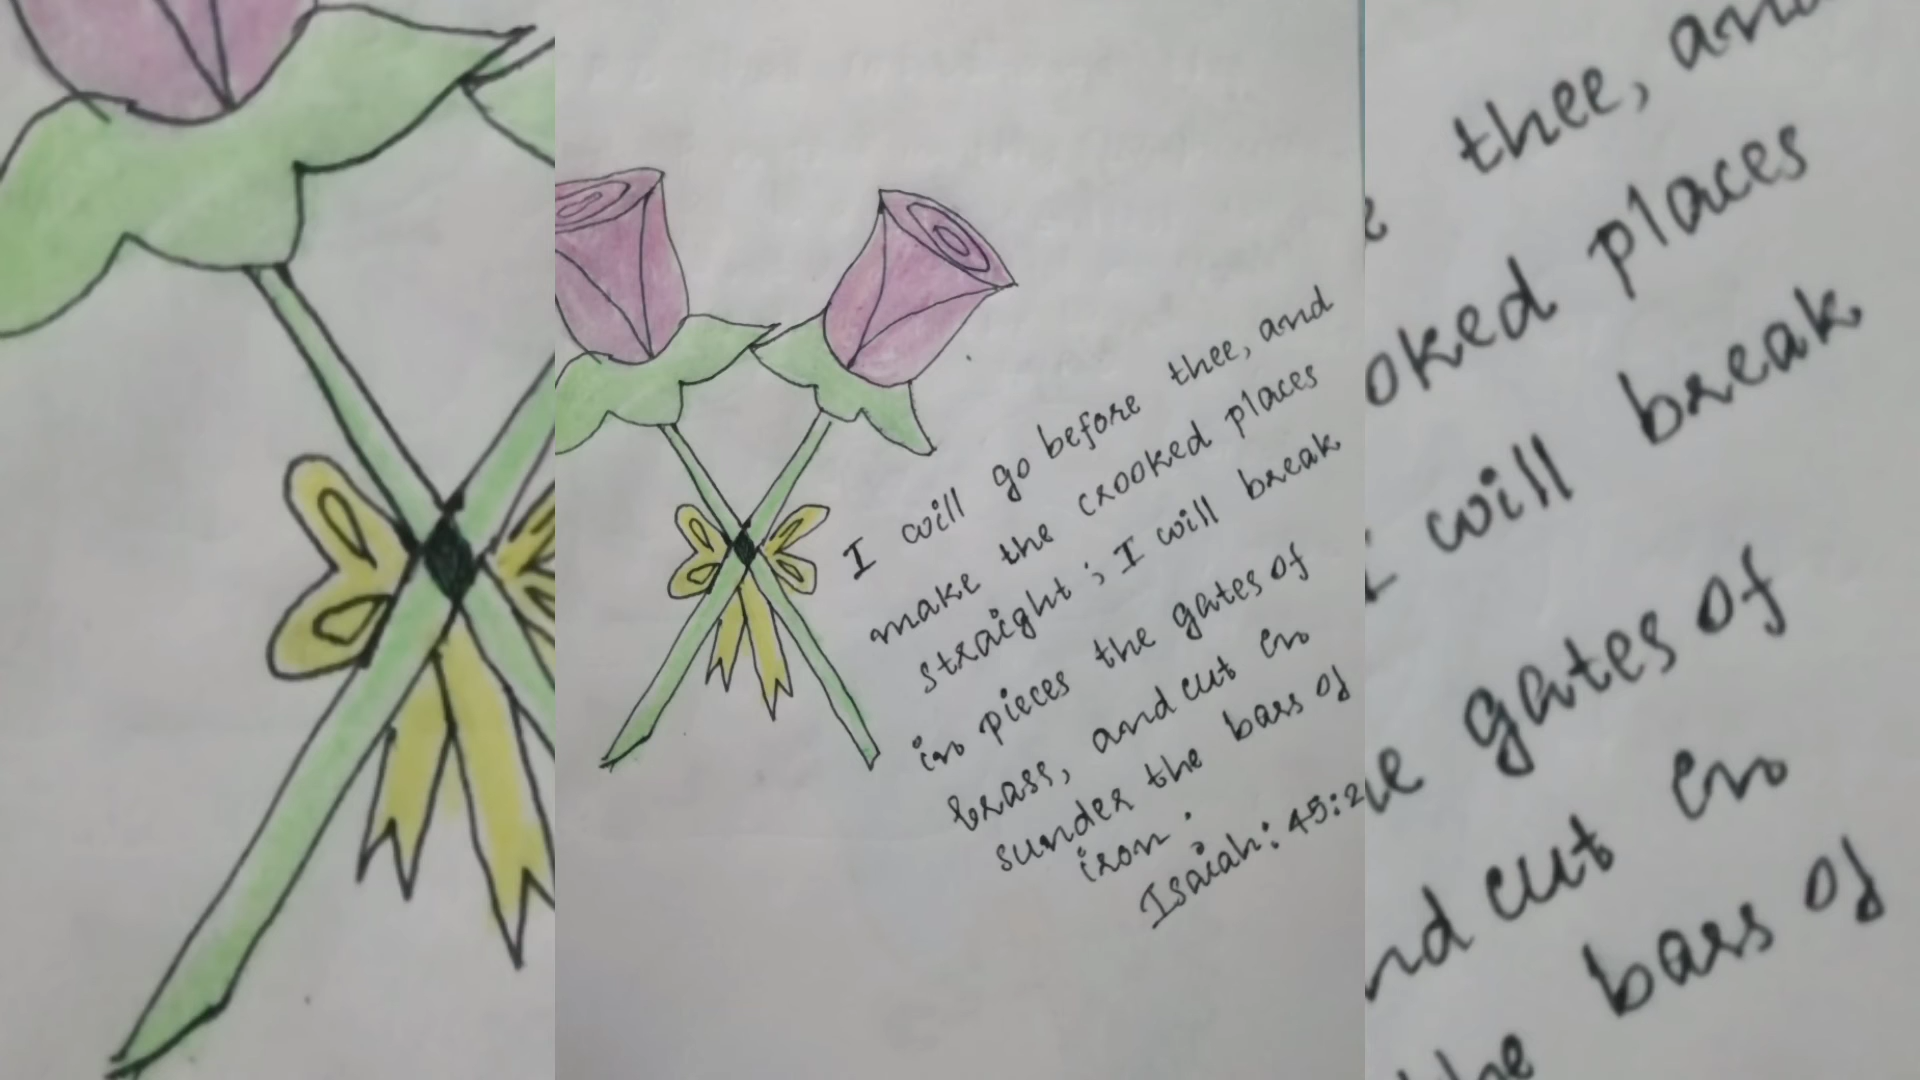 I will go before thee, and
make the crooked places
straight ; I will break
in pieces the gates of
brass, and cut in
sunder the bars of
iron .
Isaiah : 45:2